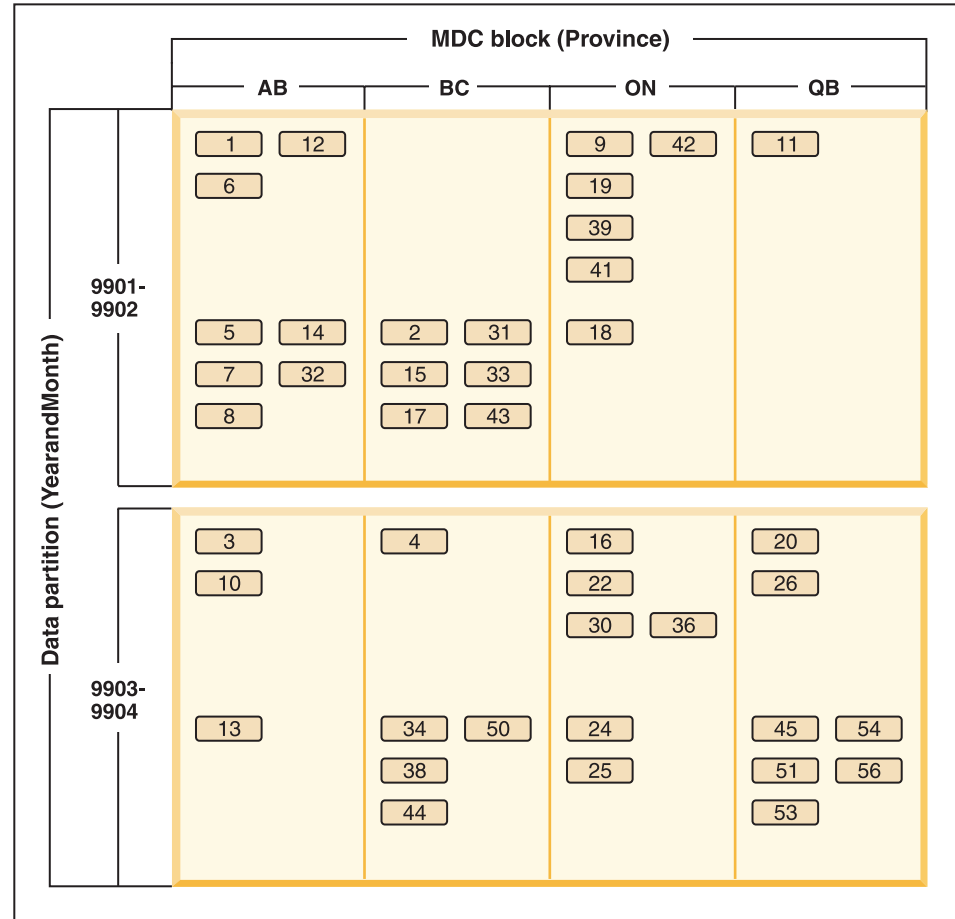 MDC block (Province)
AB BC ON QB
Data partition (YearandMonth)
9901-
9902
1 12 9 42 11
6 19
39
41
5 14 2 31 18
7 32 15 33
8 17 43
9903-
9904
3 4 16 20
10 22 26
30 36
13 34 50 24 45 54
38 25 51 56
44 53